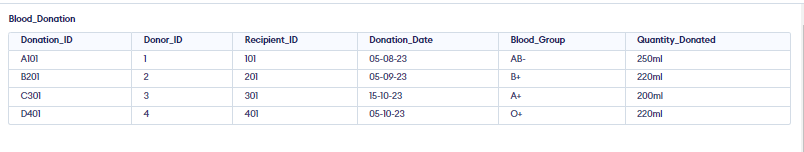 Blood_Donation
Donation_ID Donor_ID Recipient_ID Donation_Date Blood_Group Quantity_Donated
A101 1 101 05-08-23 AB- 250ml
B201 2 201 05-09-23 B+ 220ml
C301 3 301 15-10-23 A+ 200ml
D401 4 401 05-10-23 O+ 220ml